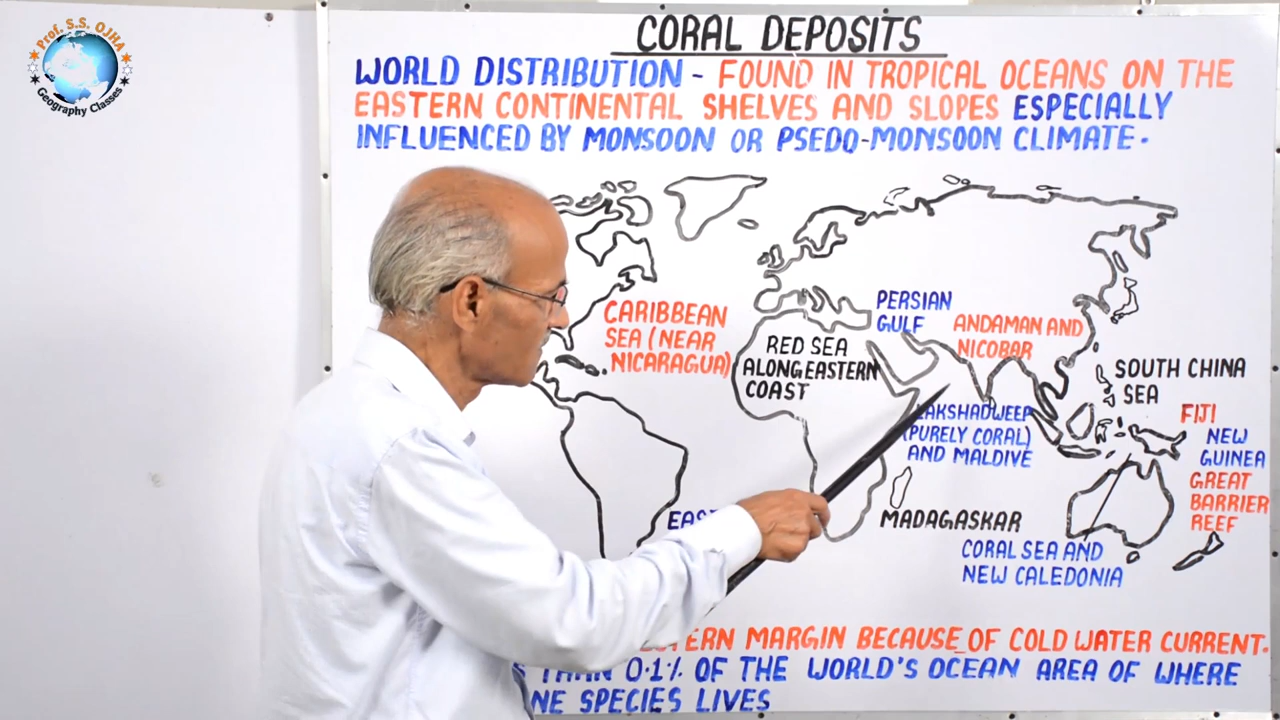 Prof. S.S. OJHA
Geography Classes
CORAL DEPOSITS
WORLD DISTRIBUTION - FOUND IN TROPICAL OCEANS ON THE
EASTERN CONTINENTAL SHELVES AND SLOPES ESPECIALLY
INFLUENCED BY MONSOON OR PSEDO-MONSOON CLIMATE.
CARIBBEAN
SEA (NEAR
NICARAGUA)
RED SEA
ALONG EASTERN
COAST
PERSIAN
GULF
ANDAMAN AND
NICOBAR
SOUTH CHINA
SEA
LAKSHADWEEP
(PURELY CORAL)
AND MALDIVE
FIJI
NEW
GUINEA
GREAT
BARRIER
REEF
MADAGASKAR
CORAL SEA AND
NEW CALEDONIA
EAST
MARGIN BECAUSE OF COLD WATER CURRENT.
THAN 0.1% OF THE WORLD'S OCEAN AREA OF WHERE
SPECIES LIVES